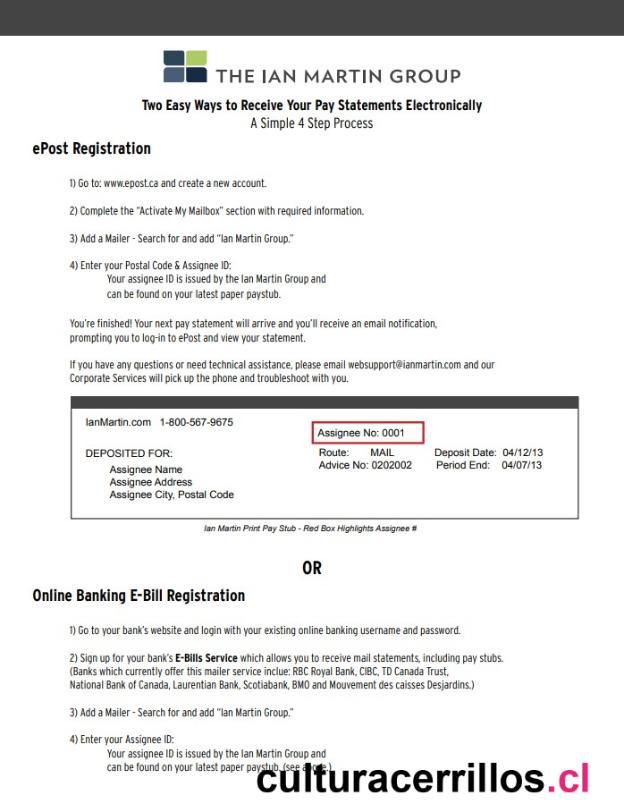 THE IAN MARTIN GROUP
Two Easy Ways to Receive Your Pay Statements Electronically
A Simple 4 Step Process
ePost Registration
1) Go to: www.epost.ca and create a new account.
2) Complete the “Activate My Mailbox” section with required information.
3) Add a Mailer - Search for and add “Ian Martin Group.”
4) Enter your Postal Code & Assignee ID:
Your assignee ID is issued by the Ian Martin Group and
can be found on your latest paper paystub.
You’re finished! Your next pay statement will arrive and you’ll receive an email notification,
prompting you to log-in to ePost and view your statement.
If you have any questions or need technical assistance, please email websupport@ianmartin.com and our
Corporate Services will pick up the phone and troubleshoot with you.
IanMartin.com 1-800-567-9675
Assignee No: 0001
DEPOSITED FOR:
Assignee Name
Assignee Address
Assignee City, Postal Code
Route: MAIL
Advice No: 0202002
Deposit Date: 04/12/13
Period End: 04/07/13
Ian Martin Print Pay Stub - Red Box Highlights Assignee #
OR
Online Banking E-Bill Registration
1) Go to your bank’s website and login with your existing online banking username and password.
2) Sign up for your bank’s E-Bills Service which allows you to receive mail statements, including pay stubs.
(Banks which currently offer this mailer service inclue: RBC Royal Bank, CIBC, TD Canada Trust,
National Bank of Canada, Laurentian Bank, Scotiabank, BMO and Mouvement des caisses Desjardins.)
3) Add a Mailer - Search for and add “Ian Martin Group.”
4) Enter your Assignee ID:
Your assignee ID is issued by the Ian Martin Group and
can be found on your latest paper paystub. (see above.)
culturacerrillos.cl